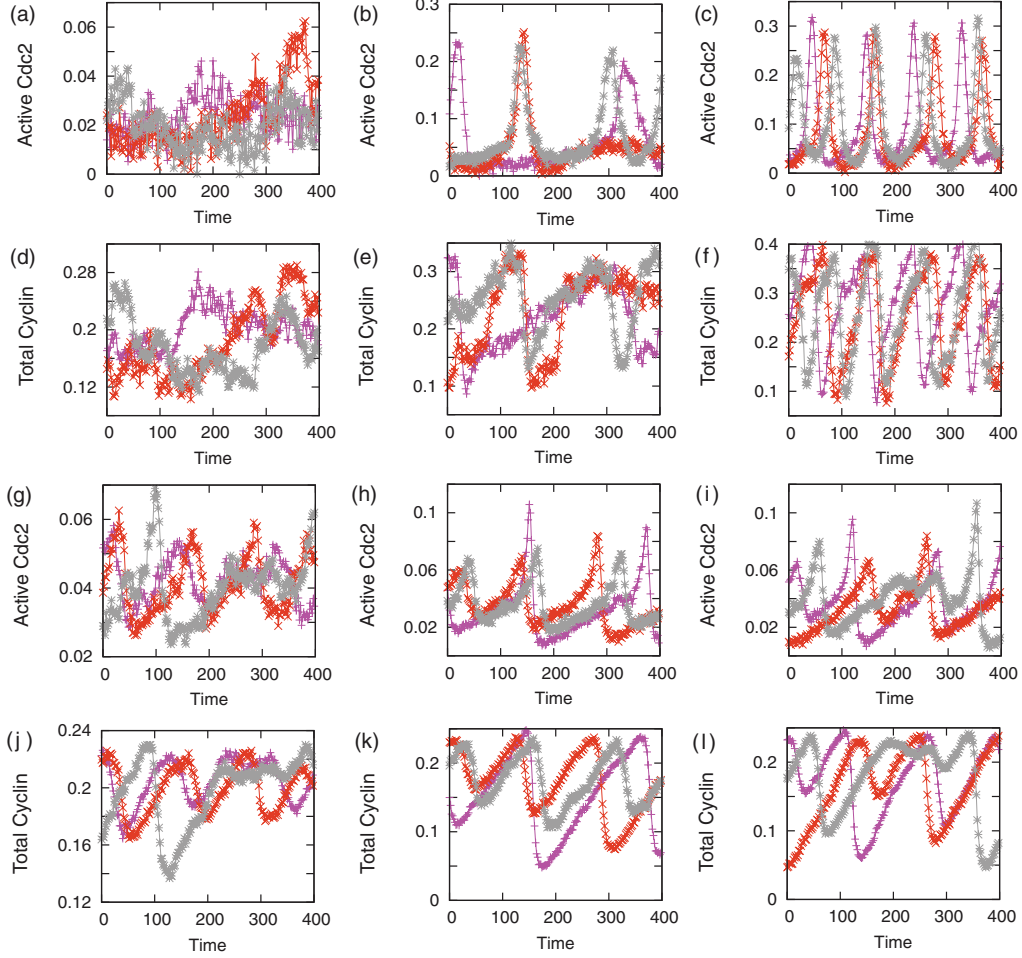 (a) Active Cdc2 0.06 0.04 0.02 0 0 100 200 300 400 Time
(b) Active Cdc2 0.3 0.2 0.1 0 0 100 200 300 400 Time
(c) Active Cdc2 0.3 0.2 0.1 0 0 100 200 300 400 Time
(d) Total Cyclin 0.28 0.2 0.12 0 100 200 300 400 Time
(e) Total Cyclin 0.3 0.2 0.1 0 100 200 300 400 Time
(f) Total Cyclin 0.4 0.3 0.2 0.1 0 100 200 300 400 Time
(g) Active Cdc2 0.06 0.04 0.02 0 100 200 300 400 Time
(h) Active Cdc2 0.1 0.06 0.02 0 100 200 300 400 Time
(i) Active Cdc2 0.1 0.06 0.02 0 100 200 300 400 Time
(j) Total Cyclin 0.24 0.2 0.16 0.12 0 100 200 300 400 Time
(k) Total Cyclin 0.2 0.1 0 0 100 200 300 400 Time
(l) Total Cyclin 0.2 0.1 0 0 100 200 300 400 Time